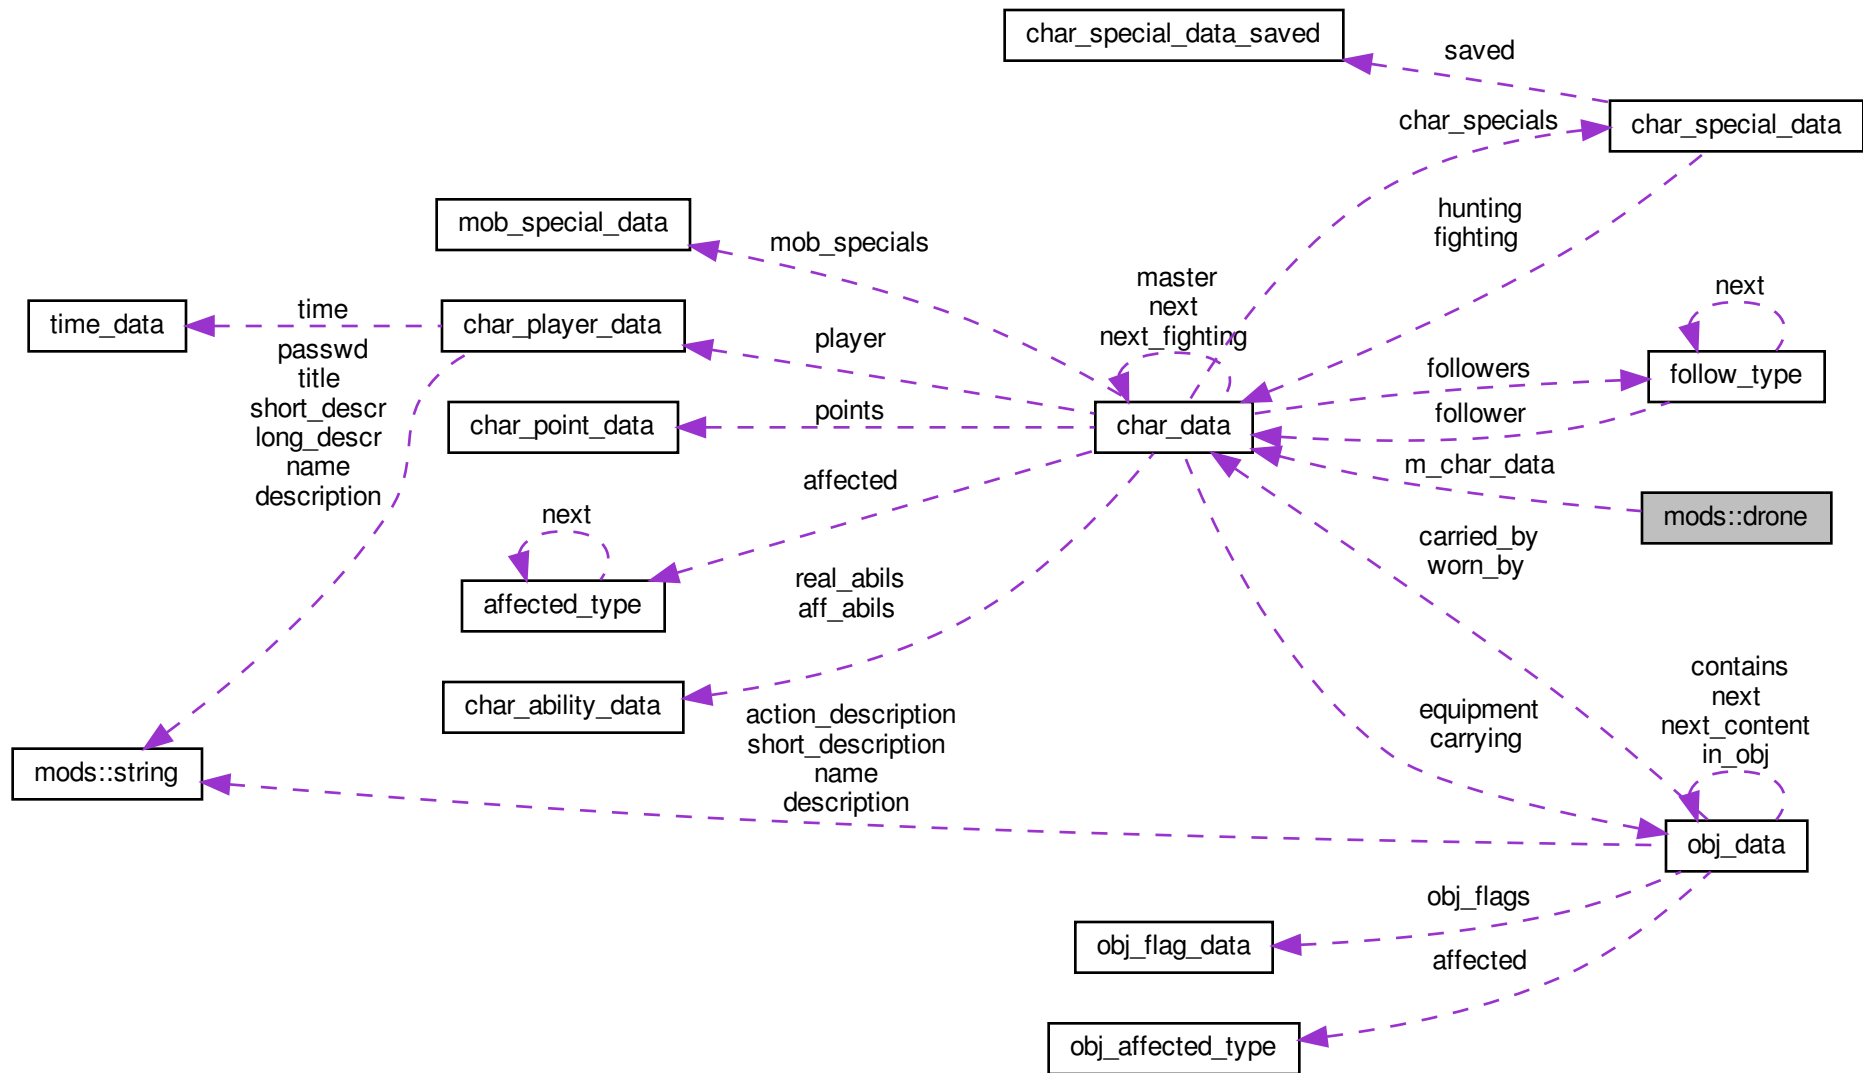 char_special_data_saved
saved
char_special_data
char_specials
mob_special_data
mob_specials
hunting
fighting
master
next
next_fighting
next
time_data
time
char_player_data
player
follow_type
followers
passwd
title
short_descr
long_descr
name
description
char_point_data
points
char_data
follower
m_char_data
mods::drone
affected
next
affected_type
carried_by
worn_by
real_abils
aff_abils
char_ability_data
contains
next
next_content
in_obj
equipment
carrying
mods::string
action_description
short_description
name
description
obj_data
obj_flags
obj_flag_data
affected
obj_affected_type